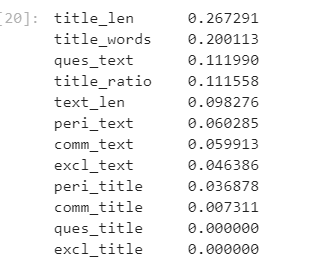 [20]: title_len 0.267291
title_words 0.200113
ques_text 0.111990
title_ratio 0.111558
text_len 0.098276
peri_text 0.060285
comm_text 0.059913
excl_text 0.046386
peri_title 0.036878
comm_title 0.007311
ques_title 0.000000
excl_title 0.000000